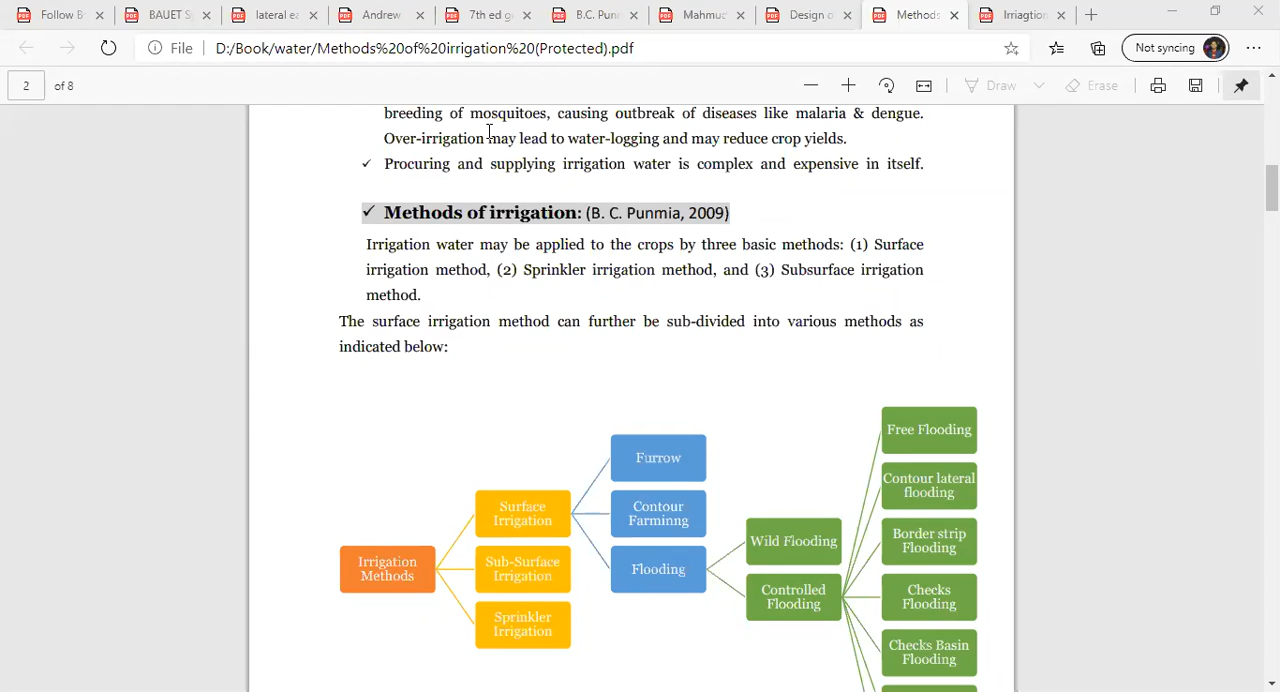 Follow B
BAUET S
lateral ea
Andrew
7th ed g
B.C. Pun
Mahmud
Design o
Methods
Irriagtion
File
D:/Book/water/Methods%20of%20irrigation%20(Protected).pdf
Not syncing
2 of 8
Draw
Erase
breeding of mosquitoes, causing outbreak of diseases like malaria & dengue.
Over-irrigation may lead to water-logging and may reduce crop yields.
✓ Procuring and supplying irrigation water is complex and expensive in itself.
✓ Methods of irrigation: (B. C. Punmia, 2009)
Irrigation water may be applied to the crops by three basic methods: (1) Surface
irrigation method, (2) Sprinkler irrigation method, and (3) Subsurface irrigation
method.
The surface irrigation method can further be sub-divided into various methods as
indicated below:
Irrigation
Methods
Surface
Irrigation
Sub-Surface
Irrigation
Sprinkler
Irrigation
Furrow
Contour
Farminng
Flooding
Wild Flooding
Controlled
Flooding
Free Flooding
Contour lateral
flooding
Border strip
Flooding
Checks
Flooding
Checks Basin
Flooding